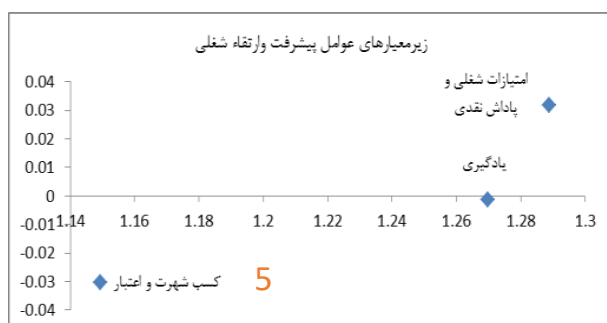 زیرمعیارهای عوامل پیشرفت وارتقاء شغلی
0.04
امتیازات شغلی و
0.03
پاداش نقدی
0.02
0.01
یادگیری
0
-0.01
1.14 1.16 1.18 1.2 1.22 1.24 1.26 1.28 1.3
-0.02
-0.03
کسب شهرت و اعتبار
5
-0.04